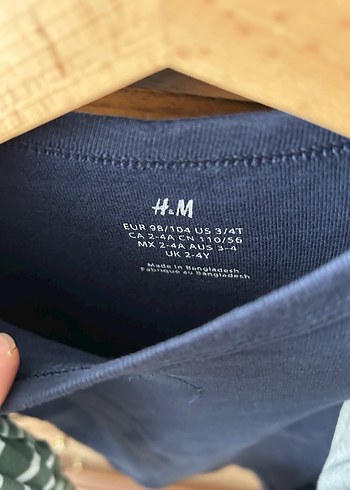 H&M
EUR 98/104 US 3/4T
CA 2-4A CN 110/56
MX 2-4A AUS 3-4
UK 2-4Y
Made in Bangladesh
Fabriqué au Bangladesh